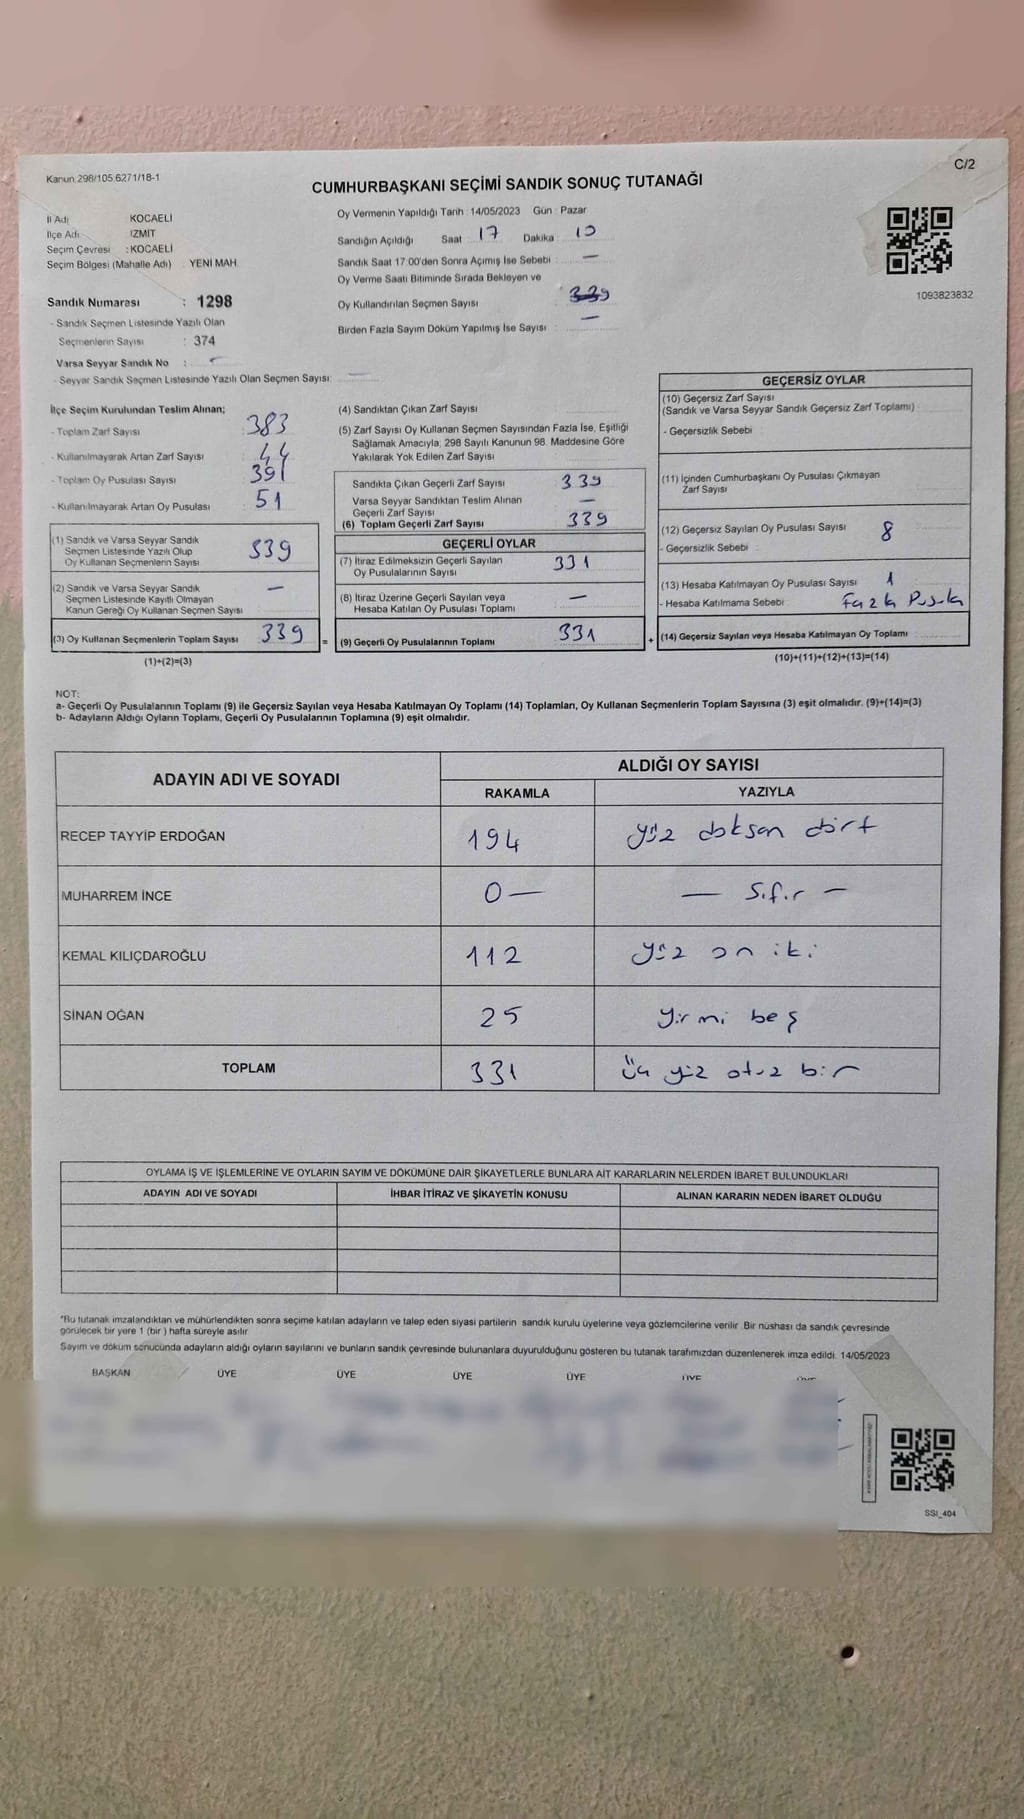 Kanun 298/105 6271/18-1
C/2
CUMHURBAŞKANI SEÇİMİ SANDIK SONUÇ TUTANAĞI
İl Adı KOCAELİ
İlçe Adı İZMİT
Seçim Çevresi : KOCAELİ
Seçim Bölgesi (Mahalle Adı) : YENİ MAH.
Sandık Numarası : 1298
- Sandık Seçmen Listesinde Yazılı Olan
Seçmenlerin Sayısı : 374
Varsa Seyyar Sandık No : –
- Seyyar Sandık Seçmen Listesinde Yazılı Olan Seçmen Sayısı: —
Oy Vermenin Yapıldığı Tarih : 14/05/2023 Gün : Pazar
Sandığın Açıldığı Saat 17 Dakika 10
Sandık Saat 17:00'den Sonra Açımış İse Sebebi : —
Oy Verme Saati Bitiminde Sırada Bekleyen ve
Oy Kullandırılan Seçmen Sayısı 339
Birden Fazla Sayım Döküm Yapılmış İse Sayısı : —
1093823832
İlçe Seçim Kurulundan Teslim Alınan;
- Toplam Zarf Sayısı 383
- Kullanılmayarak Artan Zarf Sayısı 44
- Toplam Oy Pusulası Sayısı 391
- Kullanılmayarak Artan Oy Pusulası 51
(1) Sandık ve Varsa Seyyar Sandık
Seçmen Listesinde Yazılı Olup
Oy Kullanan Seçmenlerin Sayısı 339
(2) Sandık ve Varsa Seyyar Sandık
Seçmen Listesinde Kayıtlı Olmayan
Kanun Gereği Oy Kullanan Seçmen Sayısı —
(3) Oy Kullanan Seçmenlerin Toplam Sayısı 339 =
(1)+(2)=(3)
(4) Sandıktan Çıkan Zarf Sayısı
(5) Zarf Sayısı Oy Kullanan Seçmen Sayısından Fazla İse, Eşitliği
Sağlamak Amacıyla; 298 Sayılı Kanunun 98. Maddesine Göre
Yakılarak Yok Edilen Zarf Sayısı
Sandıkta Çıkan Geçerli Zarf Sayısı 339
Varsa Seyyar Sandıktan Teslim Alınan
Geçerli Zarf Sayısı —
(6) Toplam Geçerli Zarf Sayısı 339
GEÇERLİ OYLAR
(7) İtiraz Edilmeksizin Geçerli Sayılan
Oy Pusulalarının Sayısı 331
(8) İtiraz Üzerine Geçerli Sayılan veya
Hesaba Katılan Oy Pusulası Toplamı —
(9) Geçerli Oy Pusulalarının Toplamı 331 +
GEÇERSİZ OYLAR
(10) Geçersiz Zarf Sayısı
(Sandık ve Varsa Seyyar Sandık Geçersiz Zarf Toplamı) :
- Geçersizlik Sebebi :
(11) İçinden Cumhurbaşkanı Oy Pusulası Çıkmayan
Zarf Sayısı
(12) Geçersiz Sayılan Oy Pusulası Sayısı 8
- Geçersizlik Sebebi :
(13) Hesaba Katılmayan Oy Pusulası Sayısı 1
- Hesaba Katılmama Sebebi : Fazla Pusula
(14) Geçersiz Sayılan veya Hesaba Katılmayan Oy Toplamı
(10)+(11)+(12)+(13)=(14)
NOT:
a- Geçerli Oy Pusulalarının Toplamı (9) ile Geçersiz Sayılan veya Hesaba Katılmayan Oy Toplamı (14) Toplamları, Oy Kullanan Seçmenlerin Toplam Sayısına (3) eşit olmalıdır. (9)+(14)=(3)
b- Adayların Aldığı Oyların Toplamı, Geçerli Oy Pusulalarının Toplamına (9) eşit olmalıdır.
ADAYIN ADI VE SOYADI ALDIĞI OY SAYISI
RAKAMLA YAZIYLA
RECEP TAYYİP ERDOĞAN 194 yüz doksan dört
MUHARREM İNCE 0 — — Sıfır —
KEMAL KILIÇDAROĞLU 112 yüz on iki
SİNAN OĞAN 25 yirmi beş
TOPLAM 331 üç yüz otuz bir
OYLAMA İŞ VE İŞLEMLERİNE VE OYLARIN SAYIM VE DÖKÜMÜNE DAİR ŞİKAYETLERLE BUNLARA AİT KARARLARIN NELERDEN İBARET BULUNDUKLARI
ADAYIN ADI VE SOYADI İHBAR İTİRAZ VE ŞİKAYETİN KONUSU ALINAN KARARIN NEDEN İBARET OLDUĞU
*Bu tutanak imzalandıktan ve mühürlendikten sonra seçime katılan adayların ve talep eden siyasi partilerin sandık kurulu üyelerine veya gözlemcilerine verilir. Bir nüshası da sandık çevresinde
görülecek bir yere 1 (bir) hafta süreyle asılır.
Sayım ve döküm sonucunda adayların aldığı oyların sayılarını ve bunların sandık çevresinde bulunanlara duyurulduğunu gösteren bu tutanak tarafımızdan düzenlenerek imza edildi. 14/05/2023
BAŞKAN ÜYE ÜYE ÜYE ÜYE ÜYE ÜYE
SSI_404